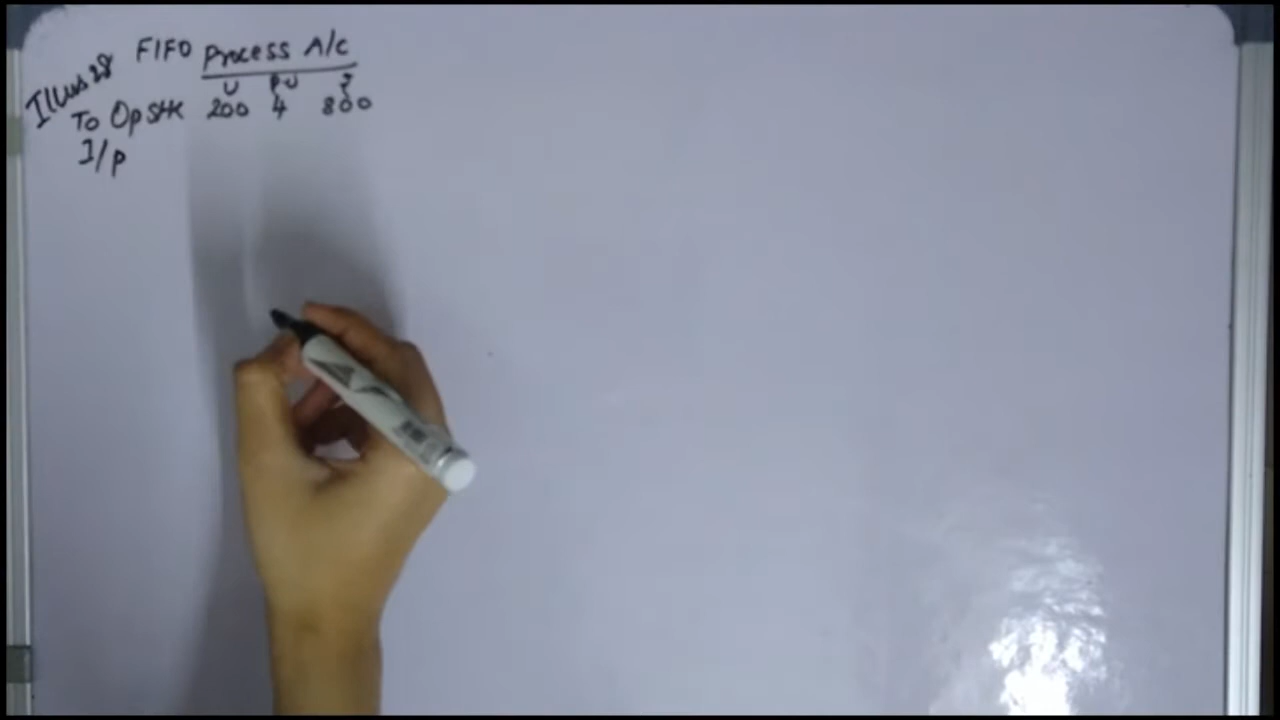 Illus 28 FIFO Process A/c
U PU ₹
To Op Stk 200 4 800
I/p